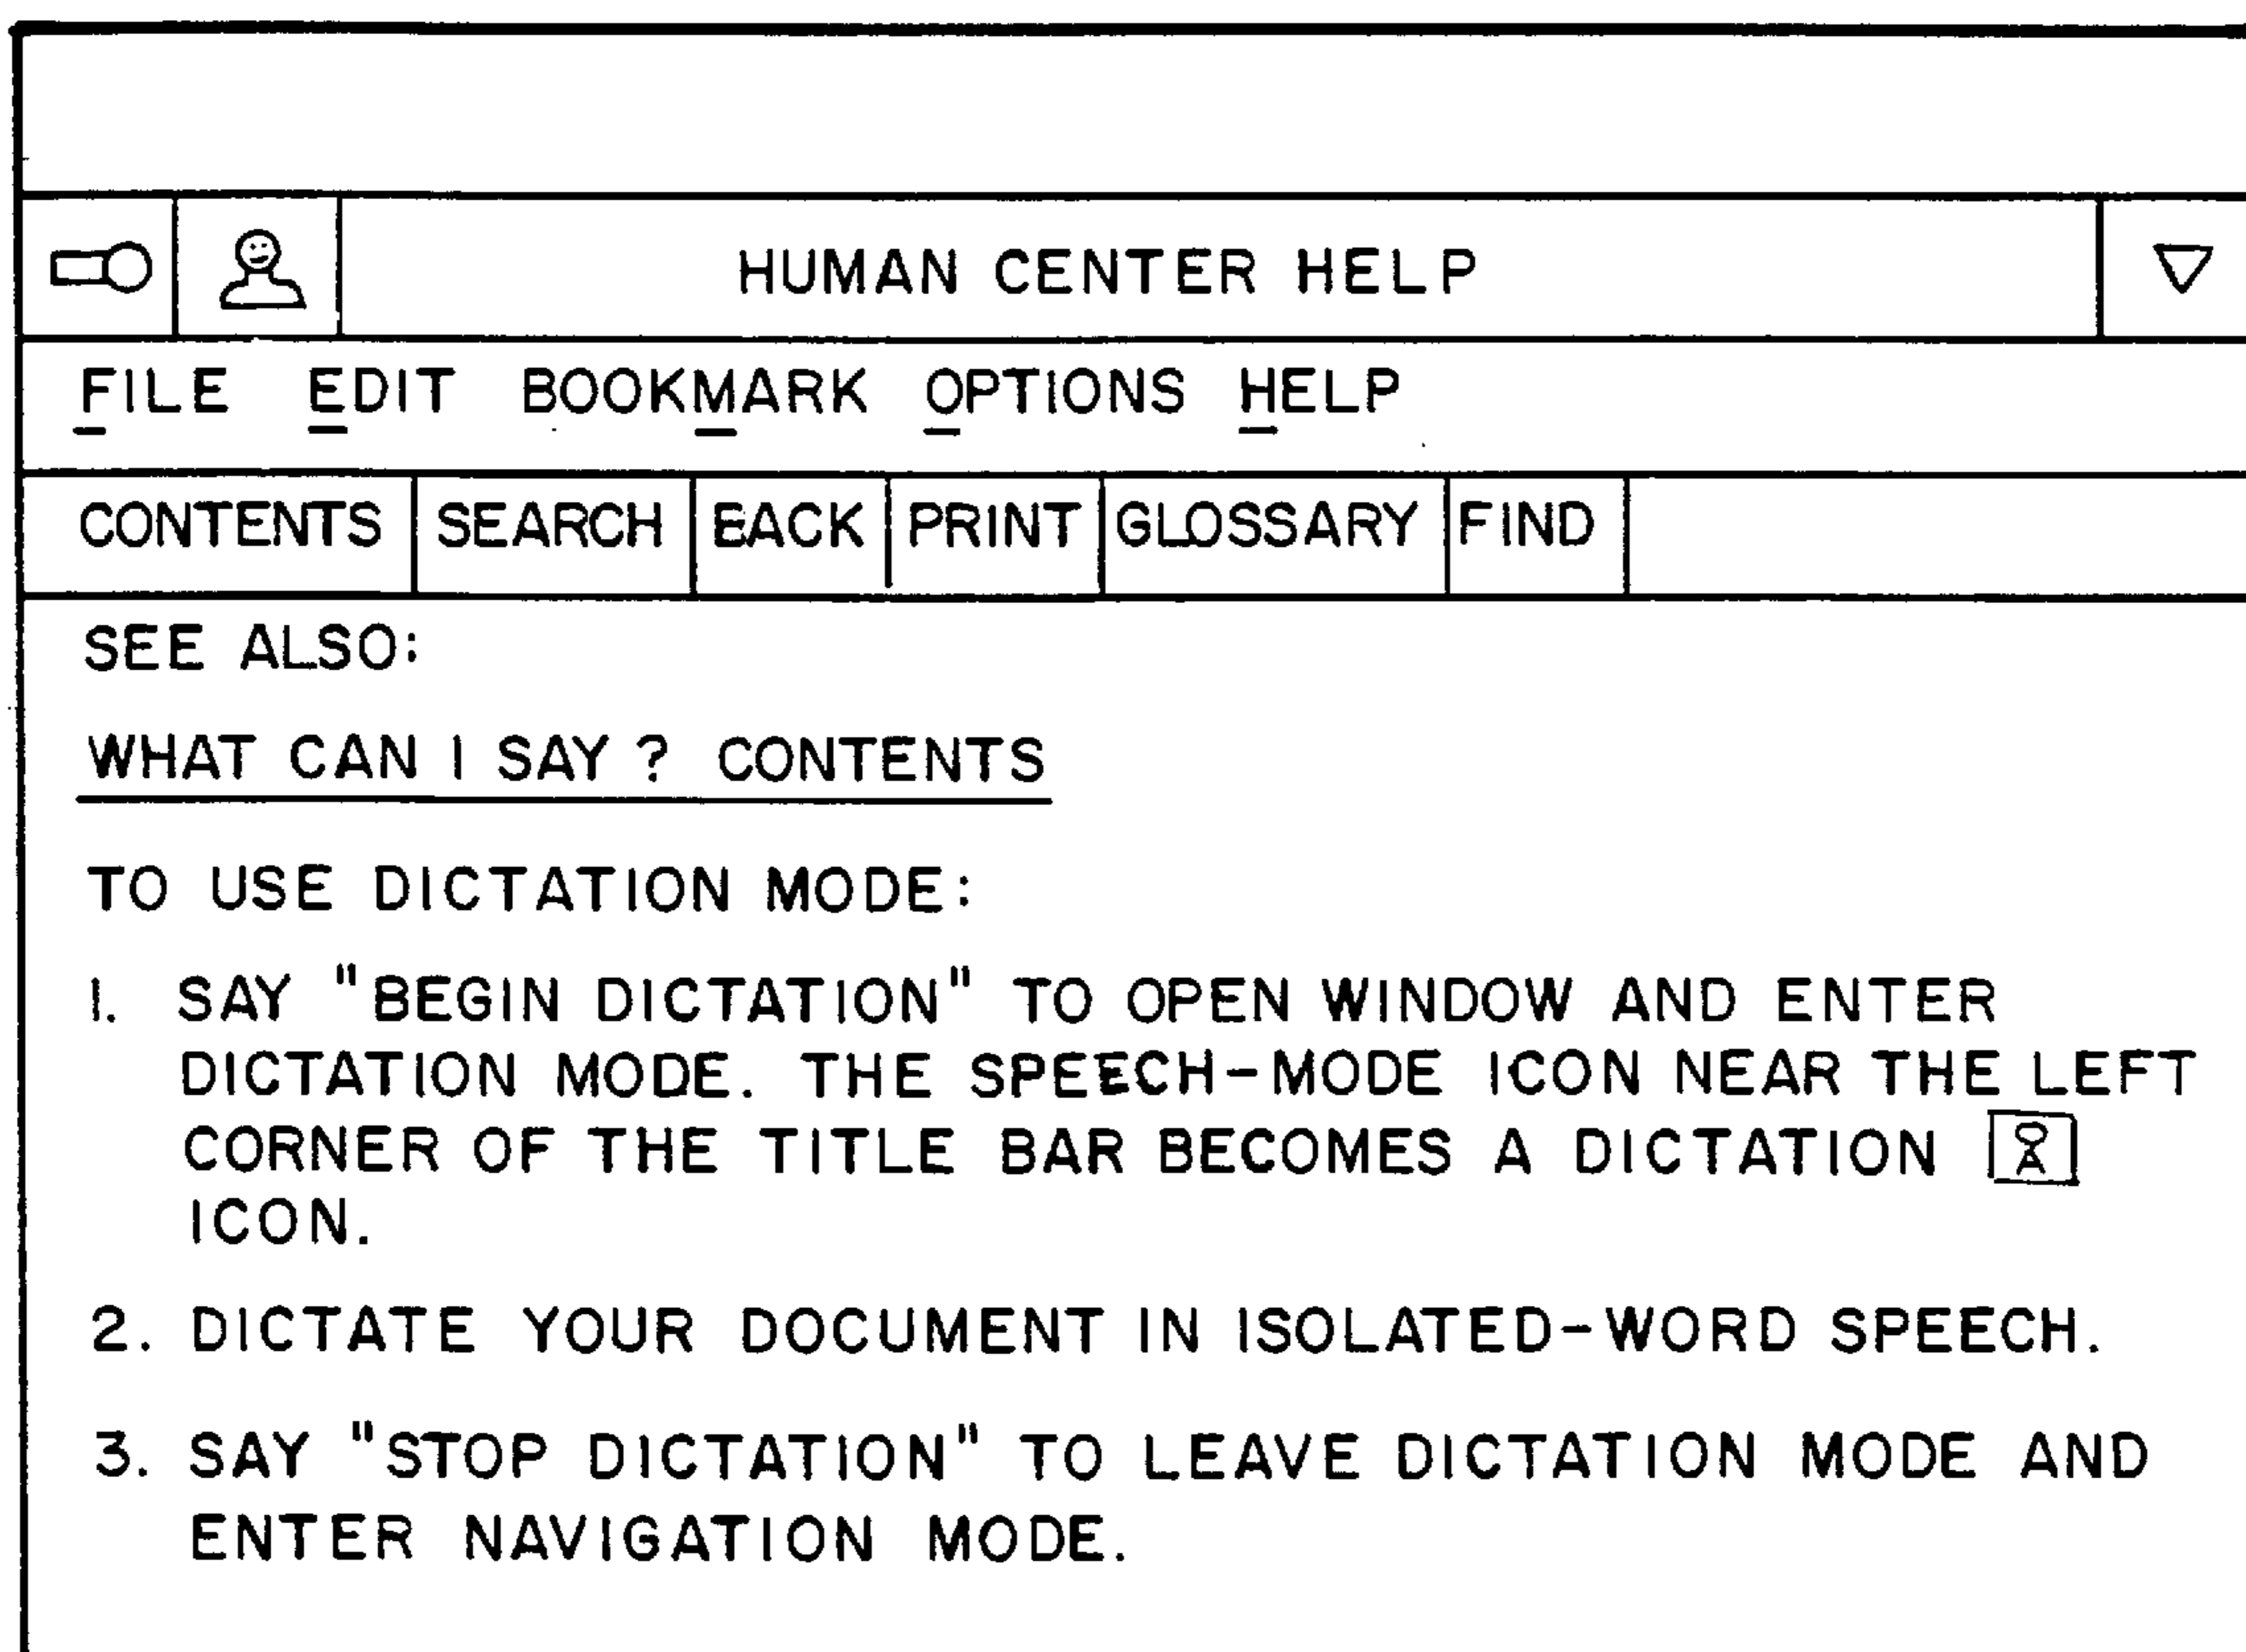 HUMAN CENTER HELP
FILE EDIT BOOKMARK OPTIONS HELP
CONTENTS SEARCH BACK PRINT GLOSSARY FIND
SEE ALSO:
WHAT CAN I SAY ? CONTENTS
TO USE DICTATION MODE:
1. SAY "BEGIN DICTATION" TO OPEN WINDOW AND ENTER
DICTATION MODE. THE SPEECH-MODE ICON NEAR THE LEFT
CORNER OF THE TITLE BAR BECOMES A DICTATION
ICON.
2. DICTATE YOUR DOCUMENT IN ISOLATED-WORD SPEECH.
3. SAY "STOP DICTATION" TO LEAVE DICTATION MODE AND
ENTER NAVIGATION MODE.